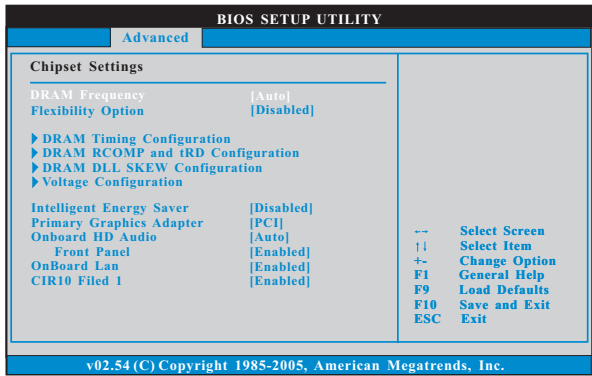 BIOS SETUP UTILITY
Advanced
Chipset Settings
DRAM Frequency [Auto]
Flexibility Option [Disabled]
DRAM Timing Configuration
DRAM RCOMP and tRD Configuration
DRAM DLL SKEW Configuration
Voltage Configuration
Intelligent Energy Saver [Disabled]
Primary Graphics Adapter [PCI]
Onboard HD Audio [Auto]
Front Panel [Enabled]
OnBoard Lan [Enabled]
CIR10 Filed 1 [Enabled]
←→ Select Screen
↑↓ Select Item
+- Change Option
F1 General Help
F9 Load Defaults
F10 Save and Exit
ESC Exit
v02.54 (C) Copyright 1985-2005, American Megatrends, Inc.